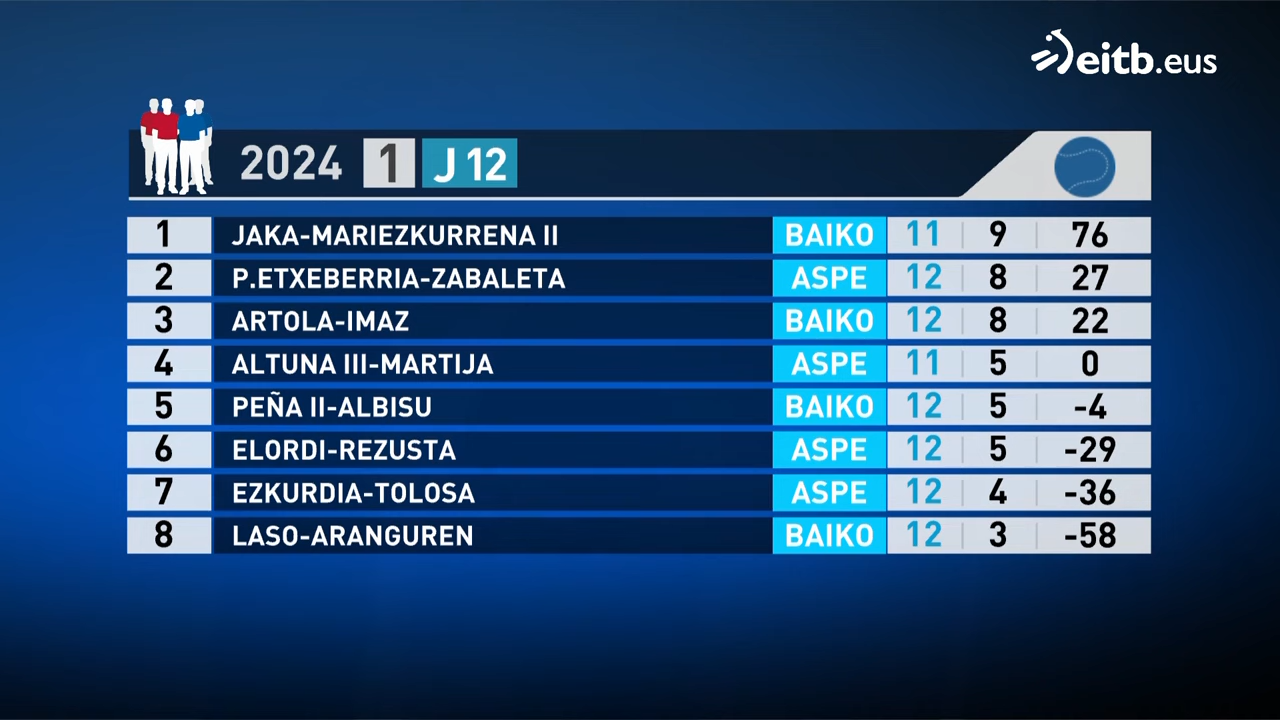 eitb.eus
2024 1 J 12
1 JAKA-MARIEZKURRENA II BAIKO 11 9 76
2 P.ETXEBERRIA-ZABALETA ASPE 12 8 27
3 ARTOLA-IMAZ BAIKO 12 8 22
4 ALTUNA III-MARTIJA ASPE 11 5 0
5 PEÑA II-ALBISU BAIKO 12 5 -4
6 ELORDI-REZUSTA ASPE 12 5 -29
7 EZKURDIA-TOLOSA ASPE 12 4 -36
8 LASO-ARANGUREN BAIKO 12 3 -58